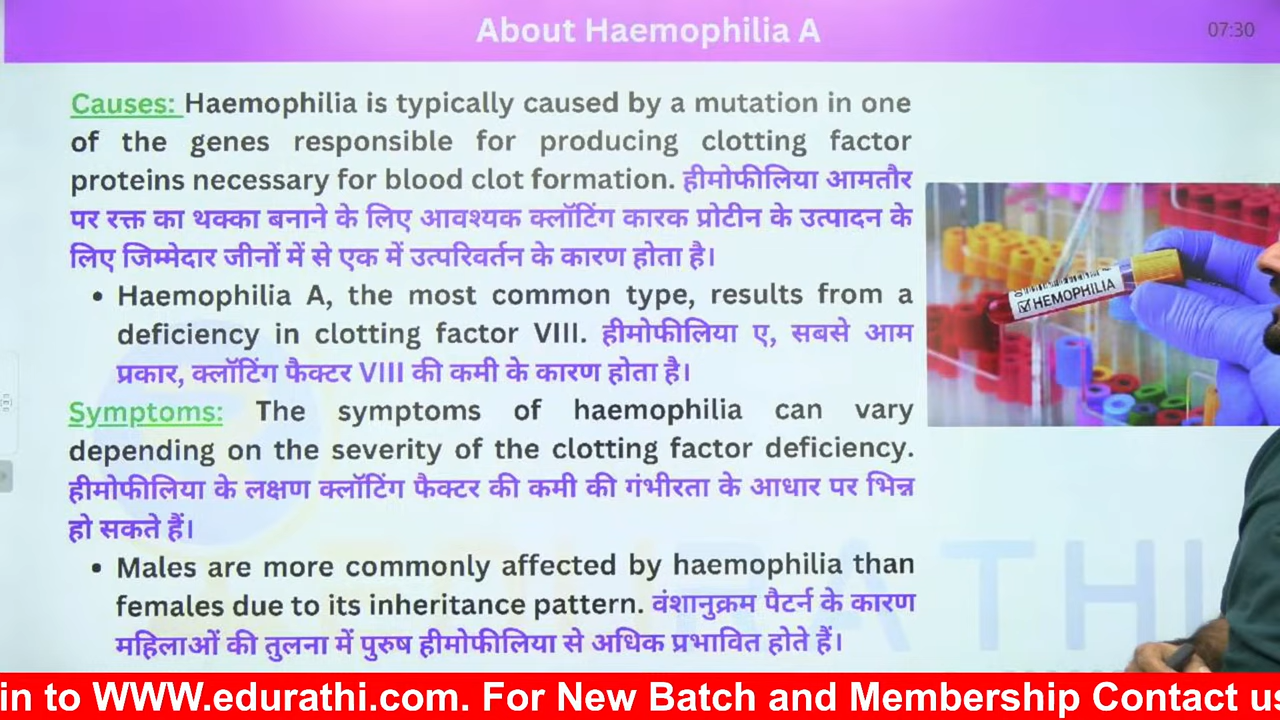 About Haemophilia A
07:30
Causes: Haemophilia is typically caused by a mutation in one
of the genes responsible for producing clotting factor
proteins necessary for blood clot formation. हीमोफीलिया आमतौर
पर रक्त का थक्का बनाने के लिए आवश्यक क्लॉटिंग कारक प्रोटीन के उत्पादन के
लिए जिम्मेदार जीनों में से एक में उत्परिवर्तन के कारण होता है।
• Haemophilia A, the most common type, results from a
deficiency in clotting factor VIII. हीमोफीलिया ए, सबसे आम
प्रकार, क्लॉटिंग फैक्टर VIII की कमी के कारण होता है।
HEMOPHILIA
Symptoms: The symptoms of haemophilia can vary
depending on the severity of the clotting factor deficiency.
हीमोफीलिया के लक्षण क्लॉटिंग फैक्टर की कमी की गंभीरता के आधार पर भिन्न
हो सकते हैं।
• Males are more commonly affected by haemophilia than
females due to its inheritance pattern. वंशानुक्रम पैटर्न के कारण
महिलाओं की तुलना में पुरुष हीमोफीलिया से अधिक प्रभावित होते हैं।
EDURATHI
in to WWW.edurathi.com. For New Batch and Membership Contact us